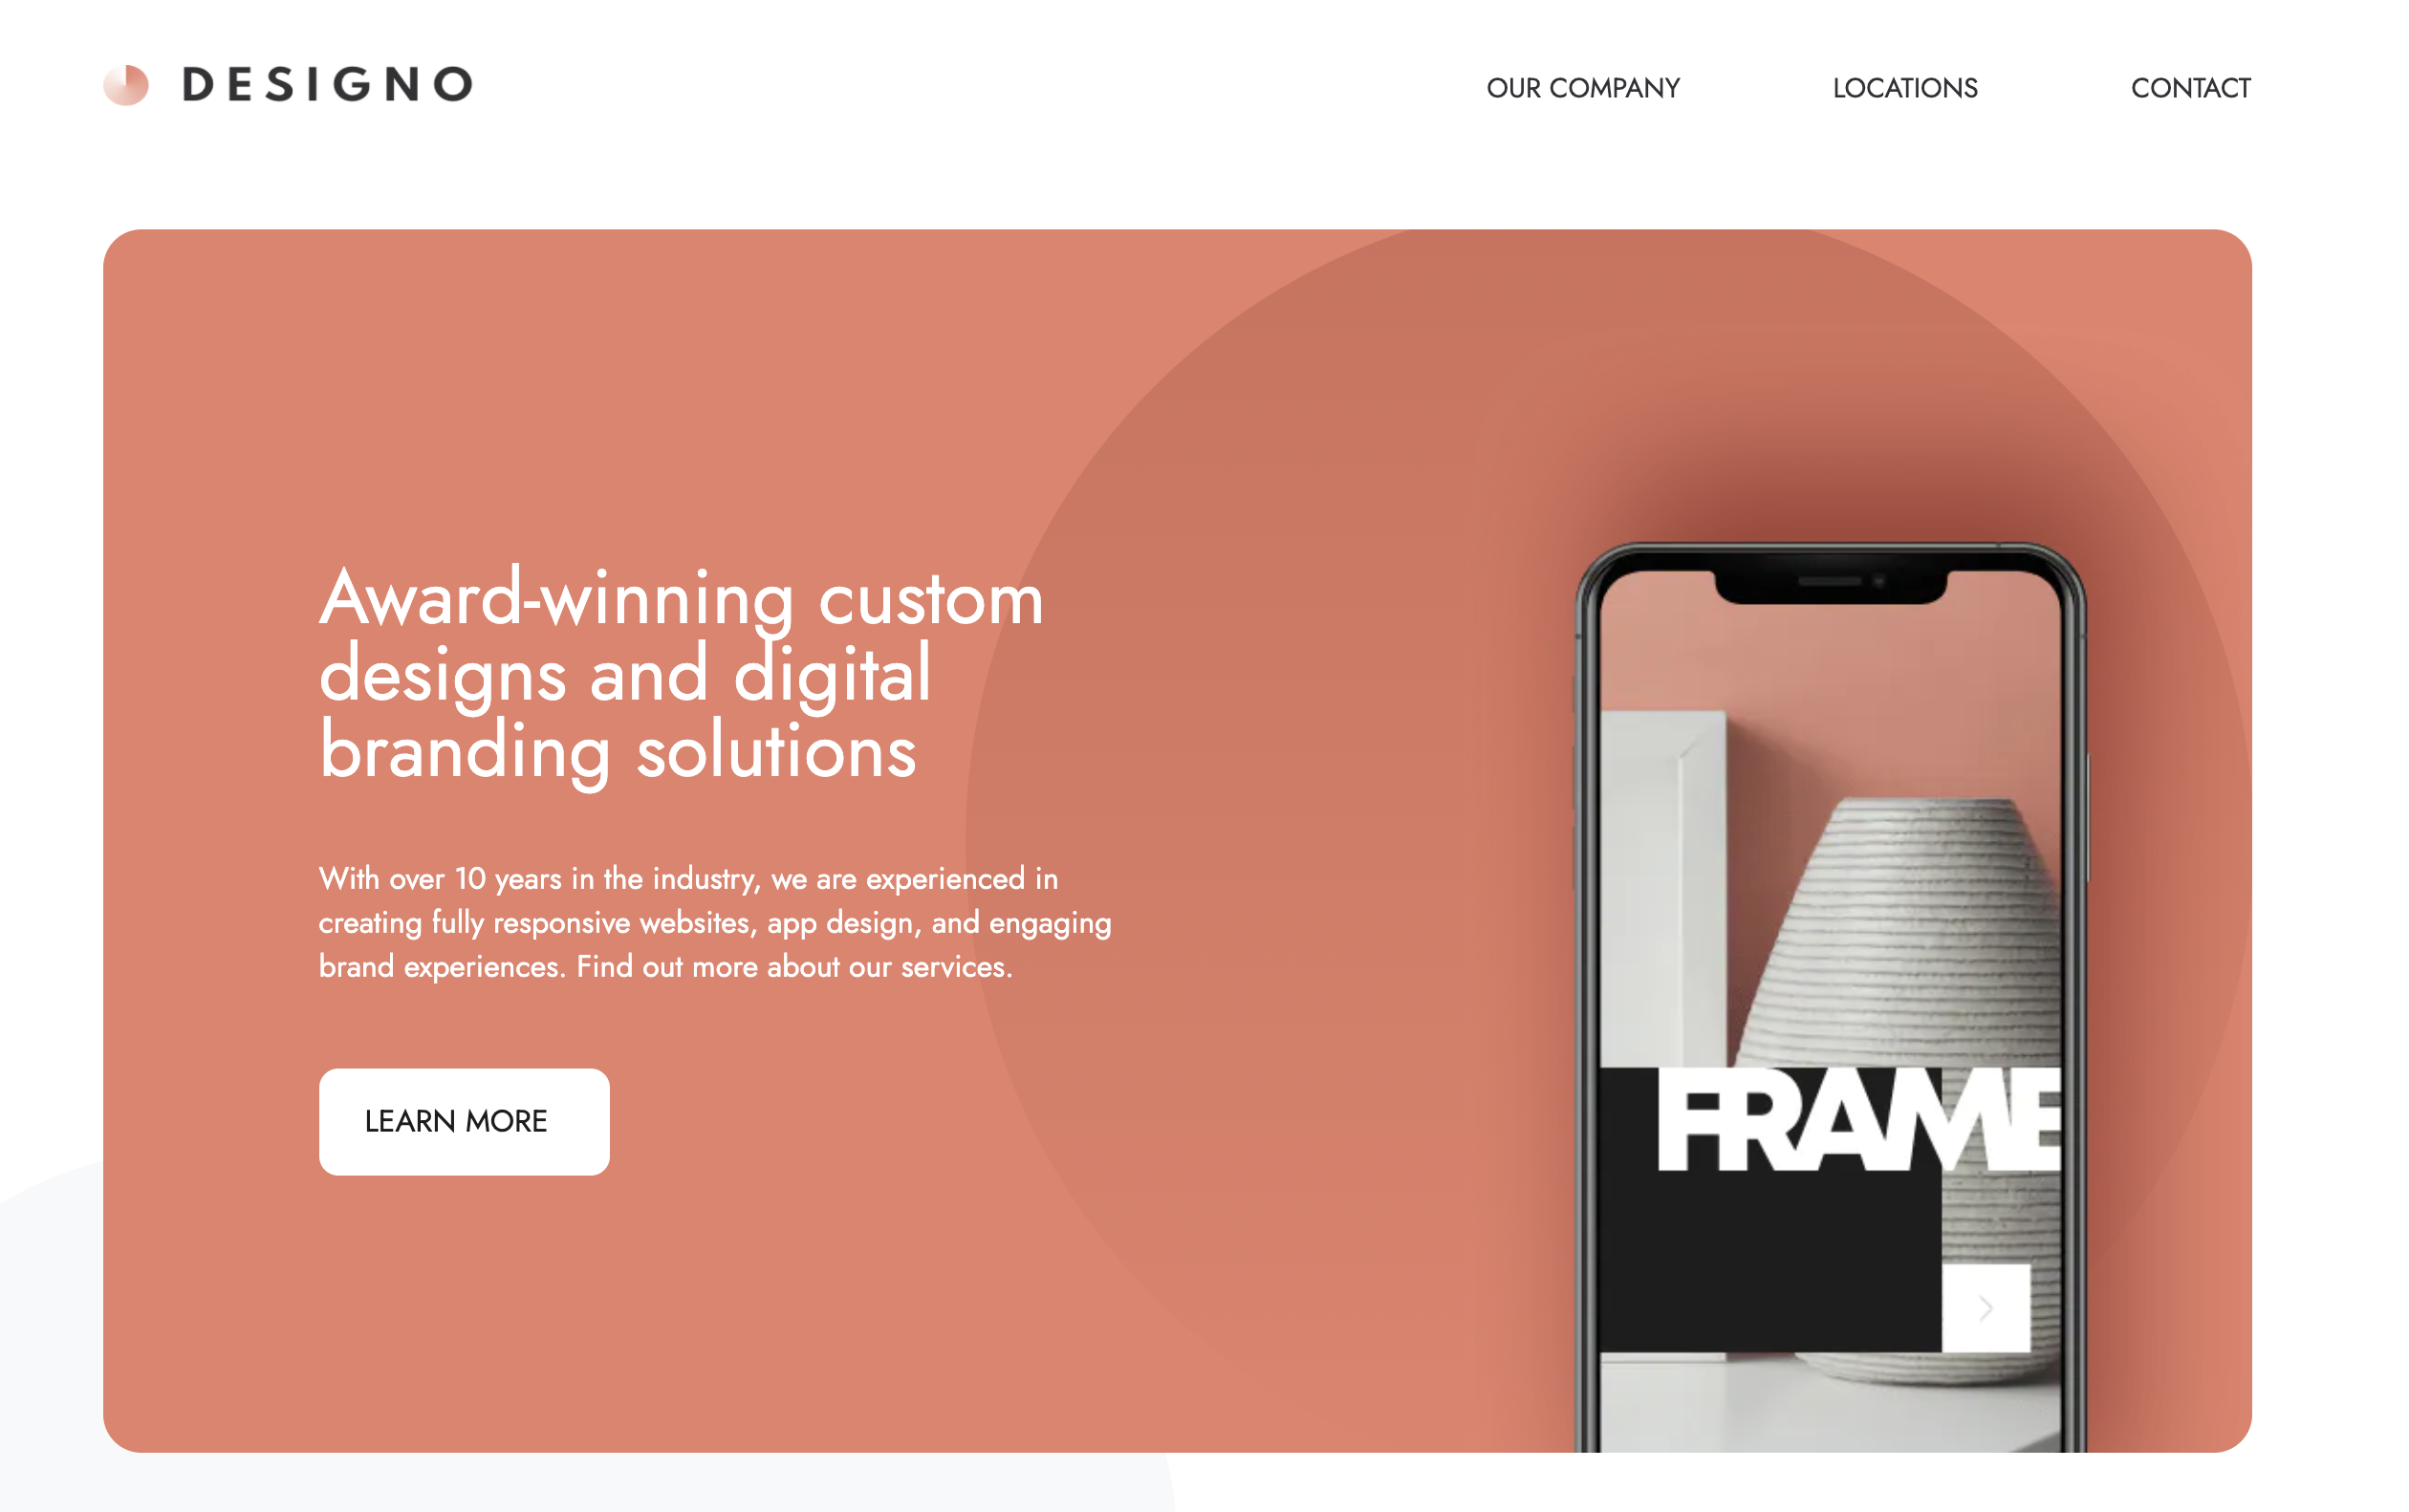 DESIGNO
OUR COMPANY
LOCATIONS
CONTACT
Award-winning custom
designs and digital
branding solutions
With over 10 years in the industry, we are experienced in
creating fully responsive websites, app design, and engaging
brand experiences. Find out more about our services.
LEARN MORE
FRAME